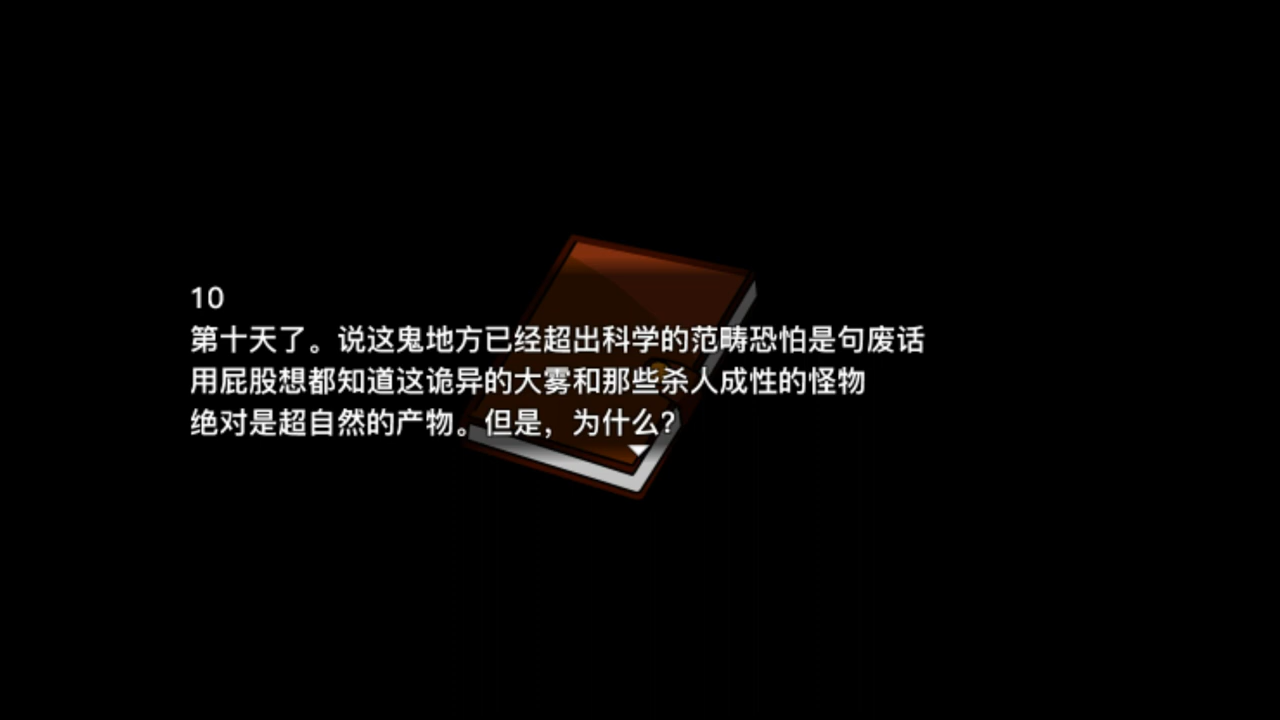 10
第十天了。说这鬼地方已经超出科学的范畴恐怕是句废话
用屁股想都知道这诡异的大雾和那些杀人成性的怪物
绝对是超自然的产物。但是，为什么？